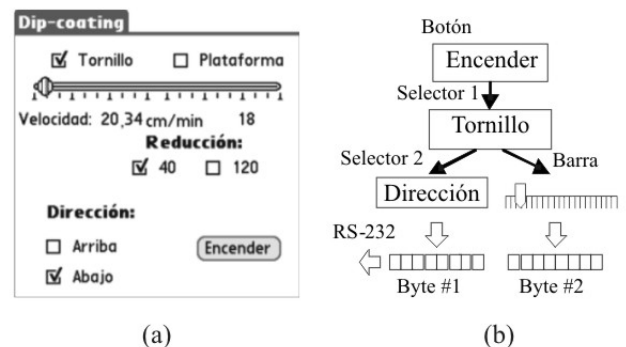 Dip-coating
Tornillo Plataforma
Velocidad: 20,34 cm/min 18
Reducción:
40 120
Dirección:
Arriba
Abajo
Encender
(a)
Botón
Encender
Selector 1
Tornillo
Selector 2
Barra
Dirección
RS-232
Byte #1 Byte #2
(b)